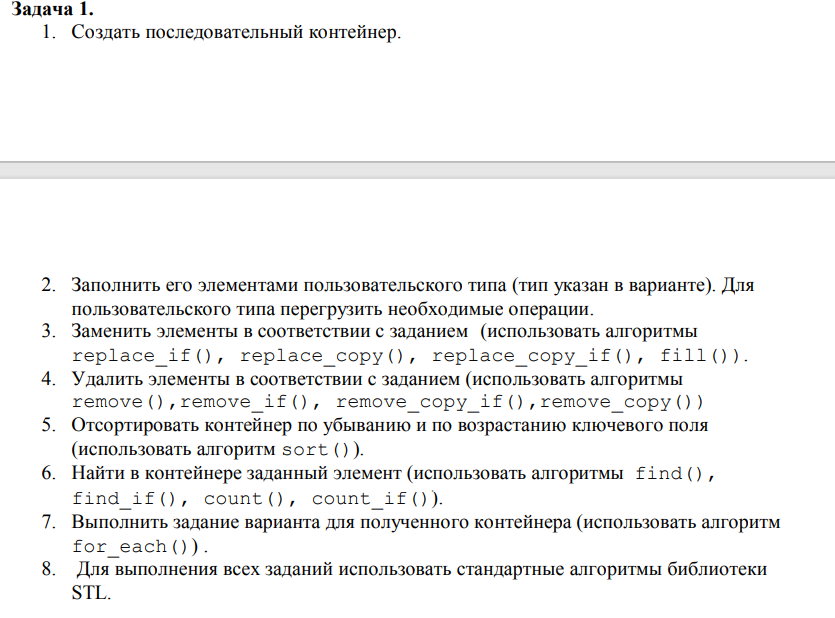 Задача 1.
1. Создать последовательный контейнер.
2. Заполнить его элементами пользовательского типа (тип указан в варианте). Для
пользовательского типа перегрузить необходимые операции.
3. Заменить элементы в соответствии с заданием (использовать алгоритмы
replace_if(), replace_copy(), replace_copy_if(), fill()).
4. Удалить элементы в соответствии с заданием (использовать алгоритмы
remove(),remove_if(), remove_copy_if(),remove_copy())
5. Отсортировать контейнер по убыванию и по возрастанию ключевого поля
(использовать алгоритм sort()).
6. Найти в контейнере заданный элемент (использовать алгоритмы find(),
find_if(), count(), count_if()).
7. Выполнить задание варианта для полученного контейнера (использовать алгоритм
for_each()).
8. Для выполнения всех заданий использовать стандартные алгоритмы библиотеки
STL.